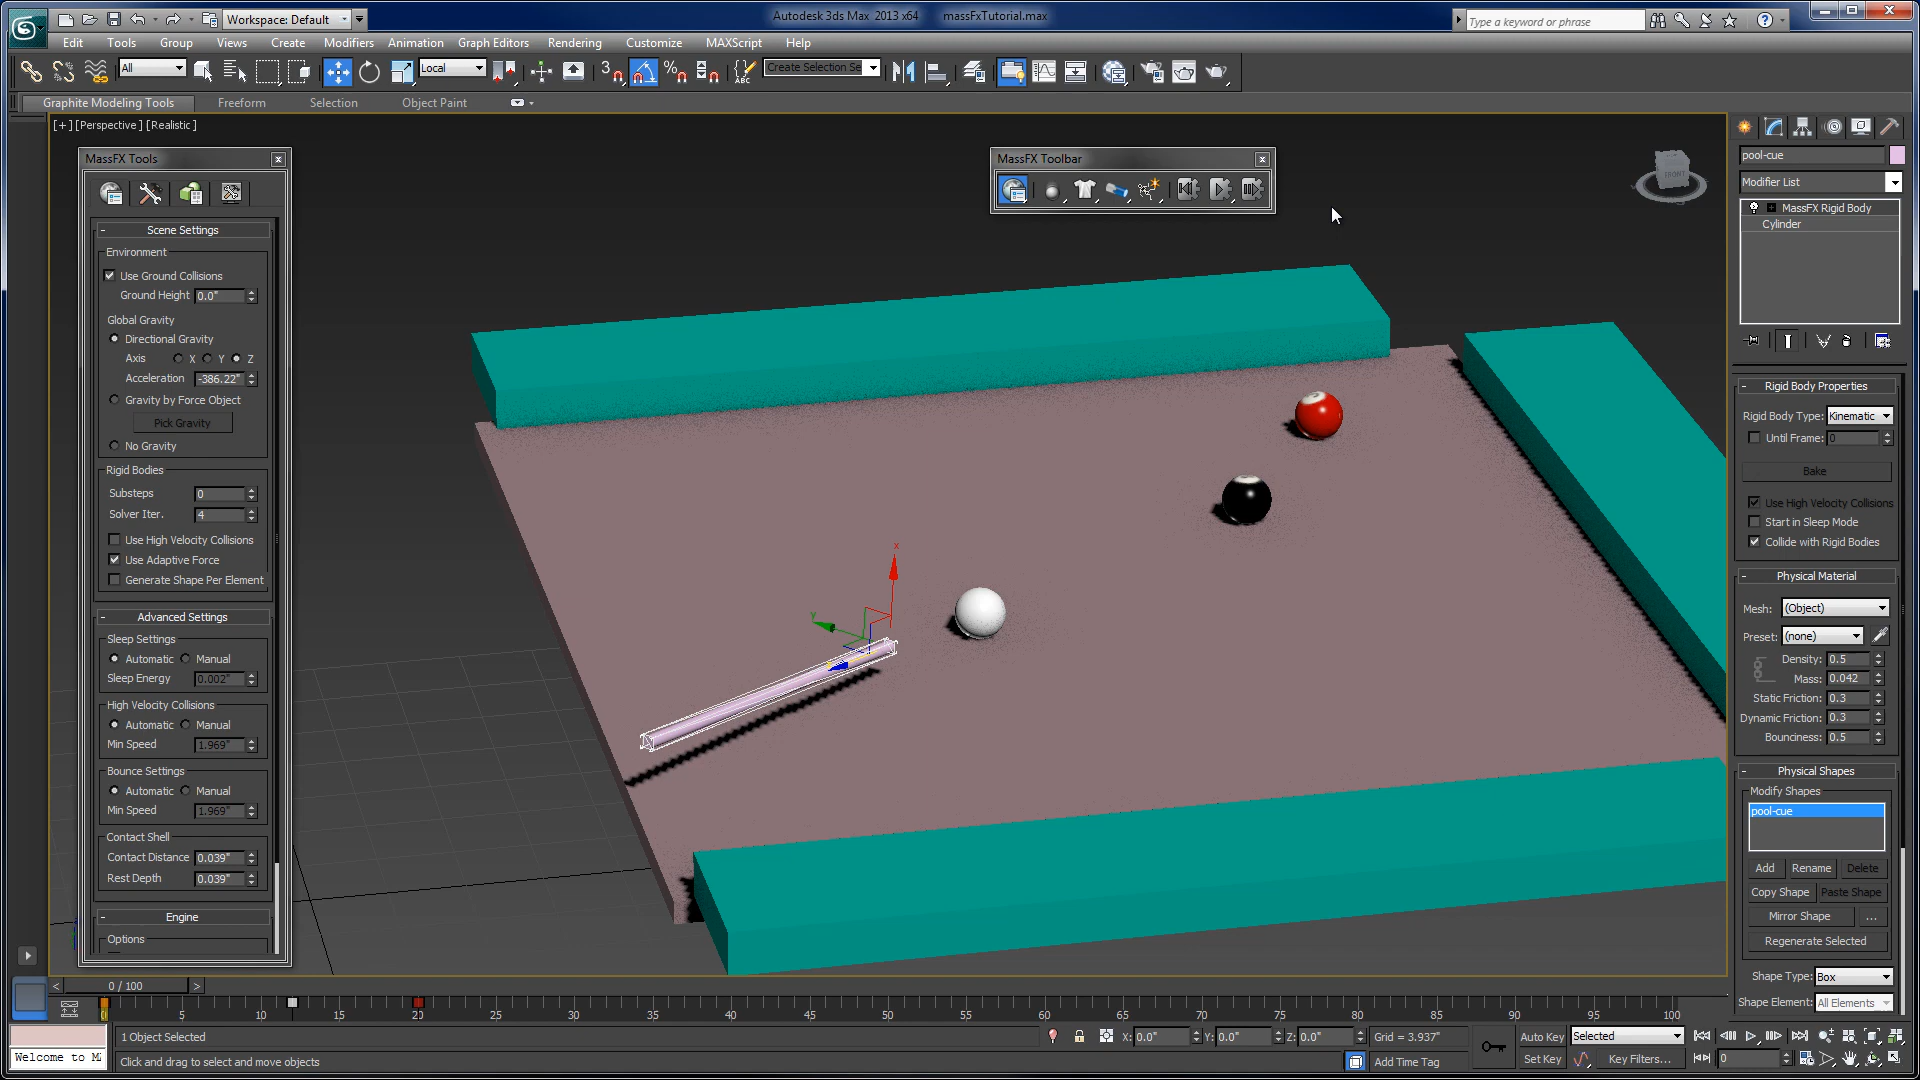 Workspace: Default
Autodesk 3ds Max 2013 x64 massFxTutorial.max
Type a keyword or phrase
Edit Tools Group Views Create Modifiers Animation Graph Editors Rendering Customize MAXScript Help
All
Local
Create Selection Se
Graphite Modeling Tools Freeform Selection Object Paint
[+] [Perspective] [Realistic]
MassFX Tools
Scene Settings
Environment
Use Ground Collisions
Ground Height 0.0"
Global Gravity
Directional Gravity
Axis X Y Z
Acceleration -386.22"
Gravity by Force Object
Pick Gravity
No Gravity
Rigid Bodies
Substeps 0
Solver Iter. 4
Use High Velocity Collisions
Use Adaptive Force
Generate Shape Per Element
Advanced Settings
Sleep Settings
Automatic Manual
Sleep Energy 0.002"
High Velocity Collisions
Automatic Manual
Min Speed 1.969"
Bounce Settings
Automatic Manual
Min Speed 1.969"
Contact Shell
Contact Distance 0.039"
Rest Depth 0.039"
Engine
Options
MassFX Toolbar
FRONT
x
y
pool-cue
Modifier List
MassFX Rigid Body
Cylinder
Rigid Body Properties
Rigid Body Type: Kinematic
Until Frame: 0
Bake
Use High Velocity Collisions
Start in Sleep Mode
Collide with Rigid Bodies
Physical Material
Mesh: (Object)
Preset: (none)
Density: 0.5
Mass: 0.042
Static Friction: 0.3
Dynamic Friction: 0.3
Bounciness: 0.5
Physical Shapes
Modify Shapes
pool-cue
Add Rename Delete
Copy Shape Paste Shape
Mirror Shape ...
Regenerate Selected
Shape Type: Box
Shape Element: All Elements
< 0 / 100 >
0 5 10 15 20 25 30 35 40 45 50 55 60 65 70 75 80 85 90 95 100
1 Object Selected
X: 0.0" Y: 0.0" Z: 0.0" Grid = 3.937"
Auto Key Selected
Welcome to M
Click and drag to select and move objects
Add Time Tag
Set Key Key Filters... 0